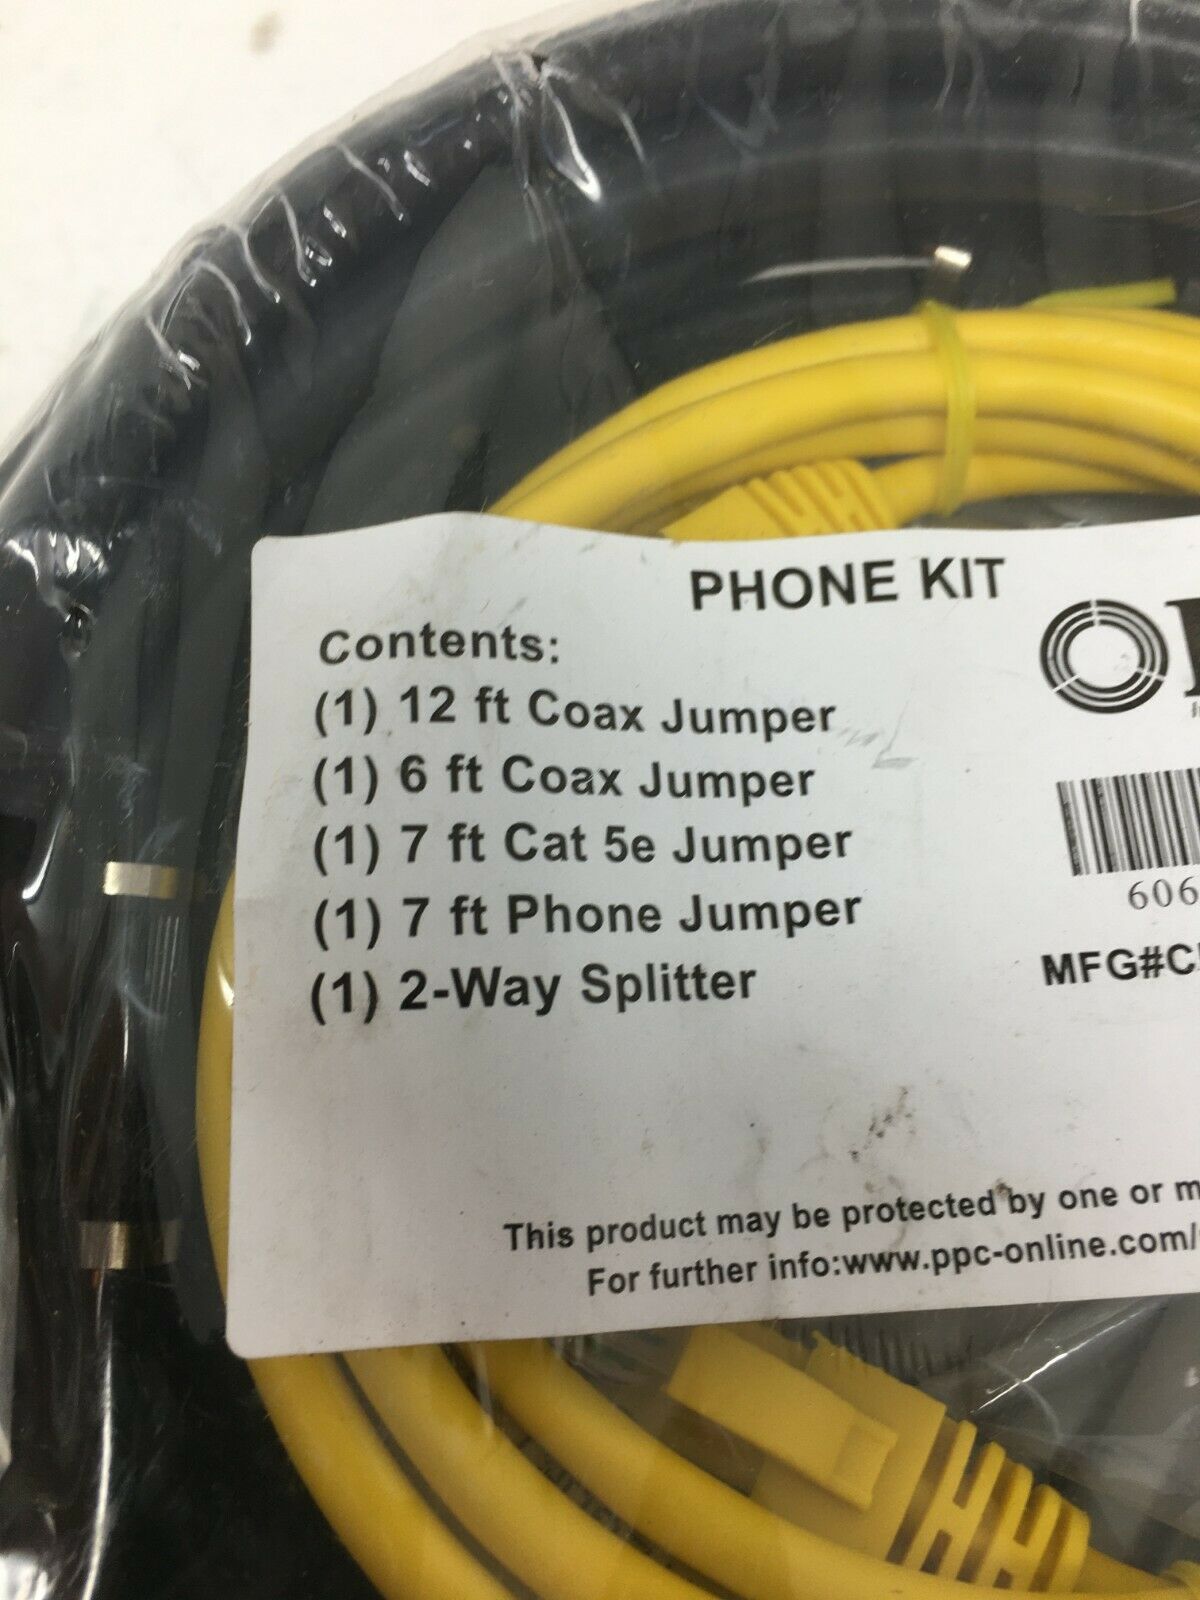 PHONE KIT
Contents:
(1) 12 ft Coax Jumper
(1) 6 ft Coax Jumper
(1) 7 ft Cat 5e Jumper
(1) 7 ft Phone Jumper
(1) 2-Way Splitter
606
MFG#C
This product may be protected by one or m
For further info:www.ppc-online.com/